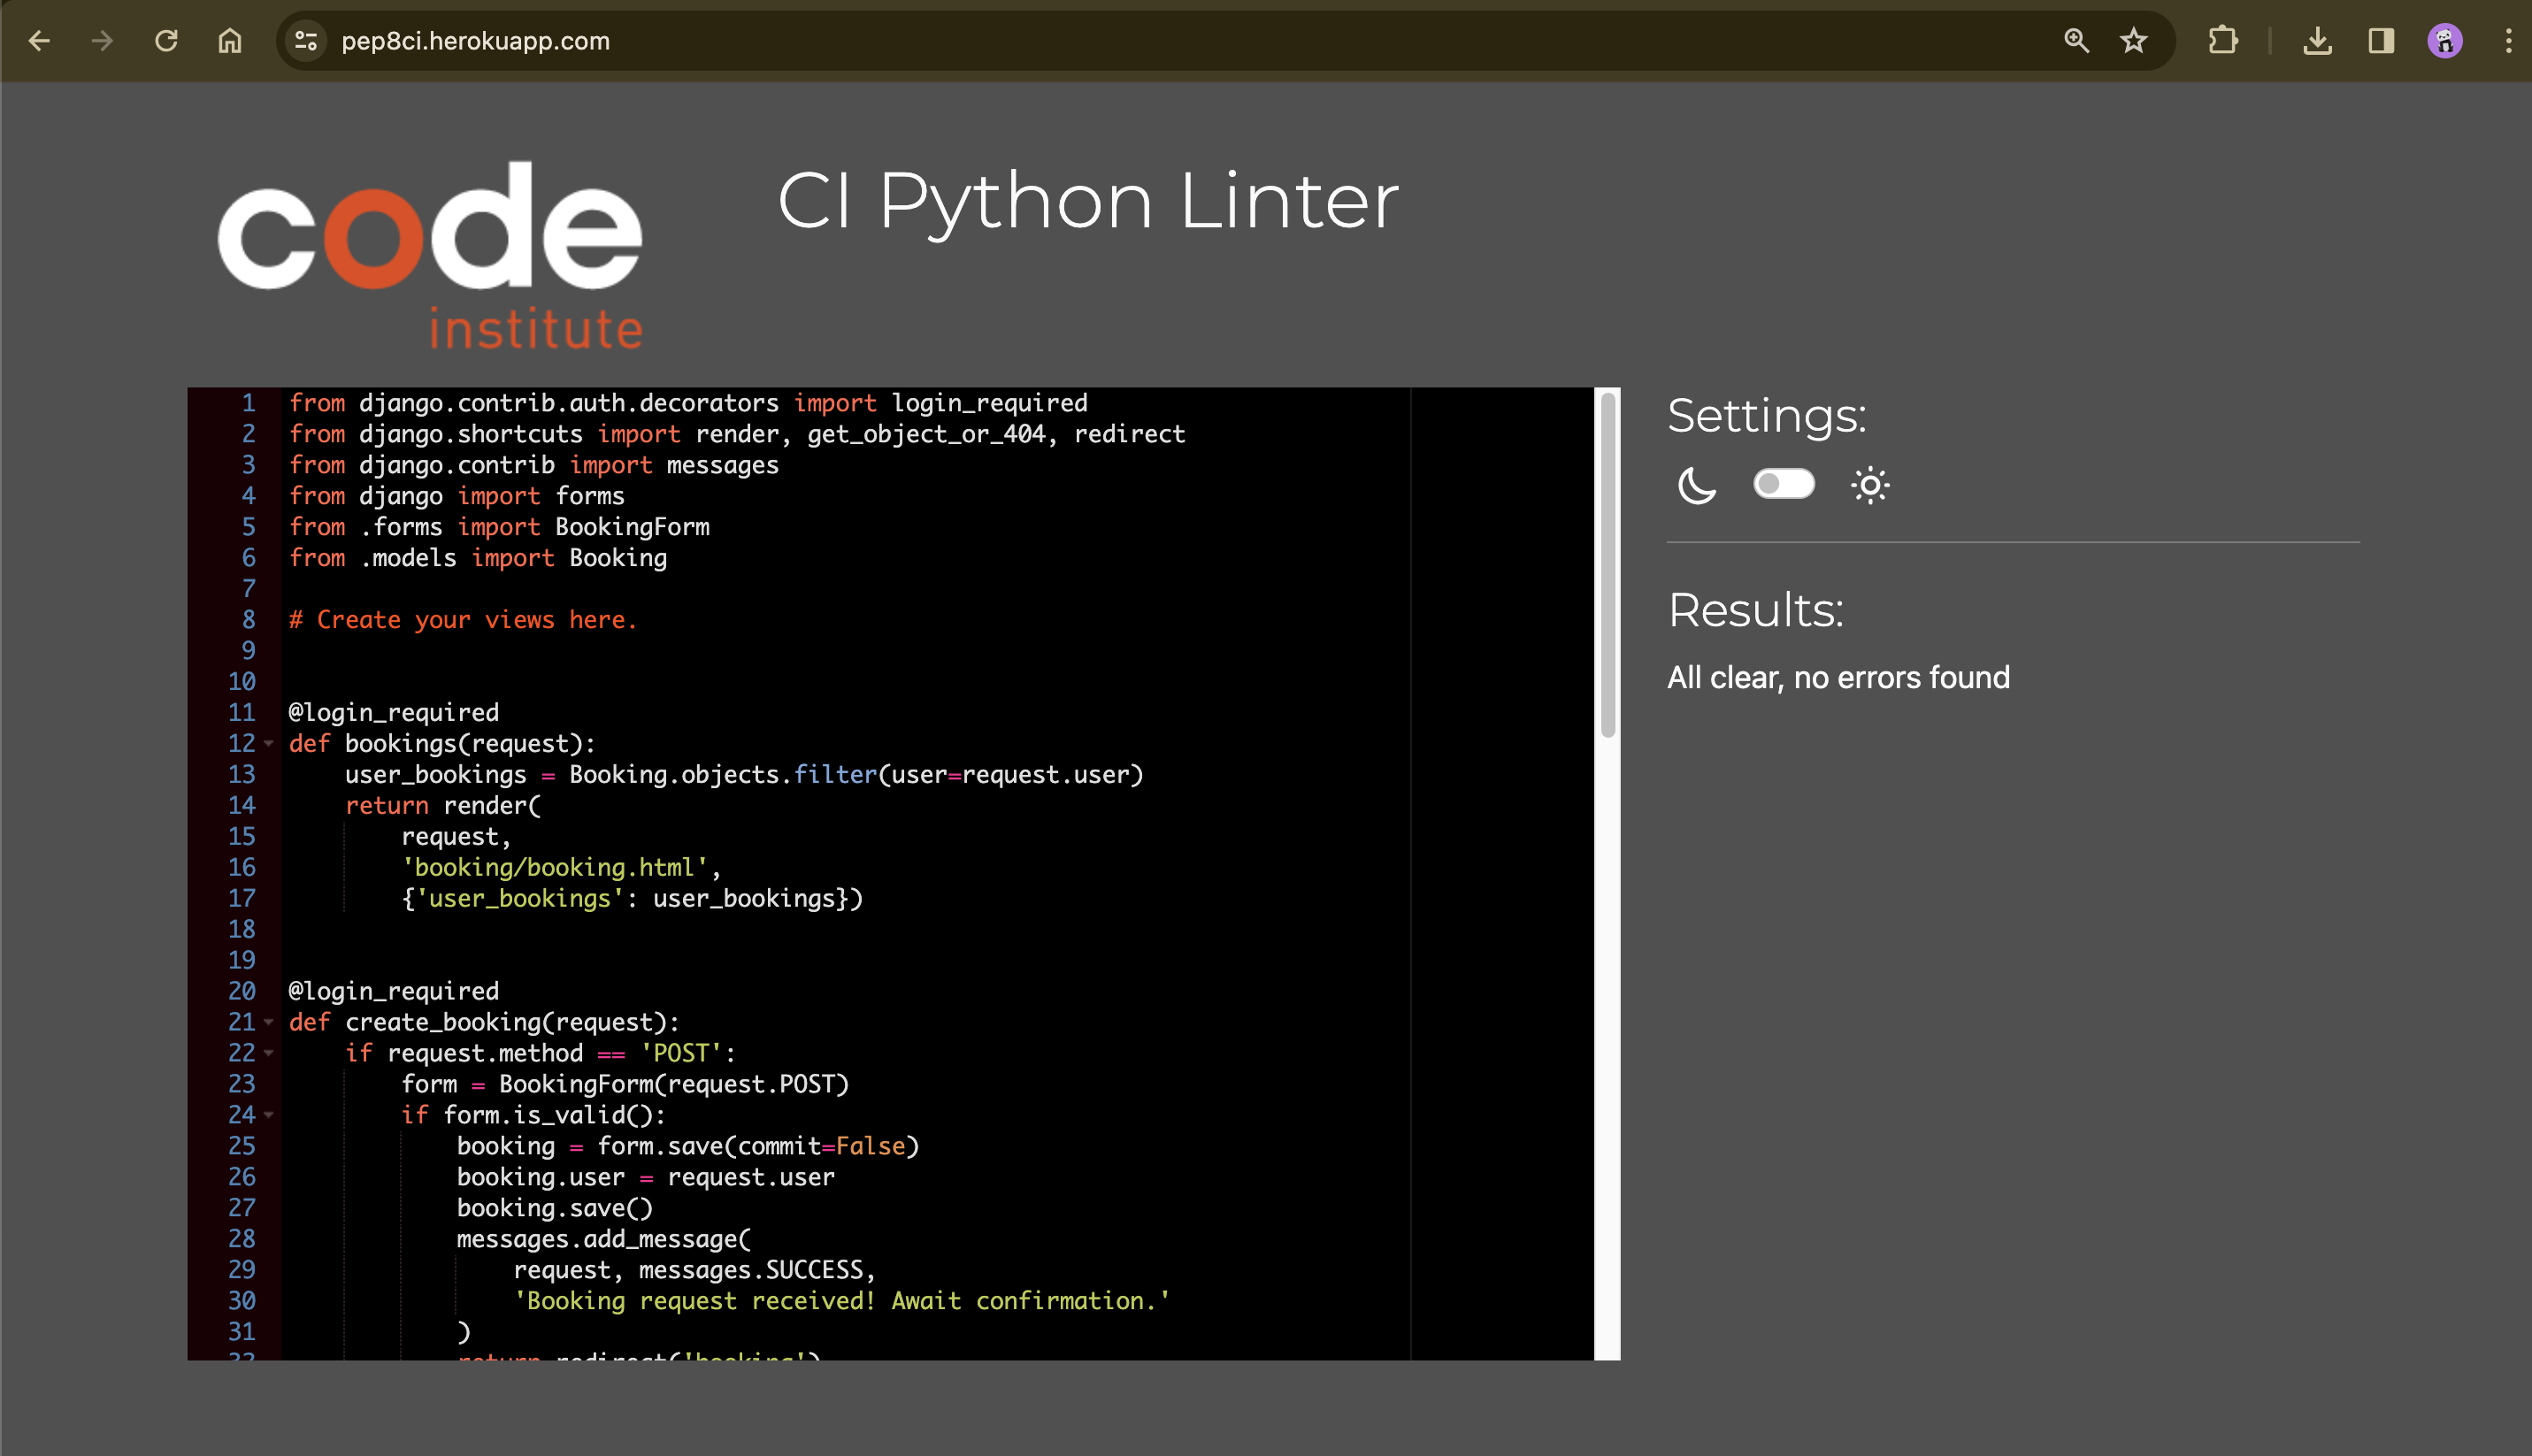 pep8ci.herokuapp.com
code
institute
CI Python Linter
1 from django.contrib.auth.decorators import login_required
2 from django.shortcuts import render, get_object_or_404, redirect
3 from django.contrib import messages
4 from django import forms
5 from .forms import BookingForm
6 from .models import Booking
7
8 # Create your views here.
9
10
11 @login_required
12 def bookings(request):
13     user_bookings = Booking.objects.filter(user=request.user)
14     return render(
15         request,
16         'booking/booking.html',
17         {'user_bookings': user_bookings})
18
19
20 @login_required
21 def create_booking(request):
22     if request.method == 'POST':
23         form = BookingForm(request.POST)
24         if form.is_valid():
25             booking = form.save(commit=False)
26             booking.user = request.user
27             booking.save()
28             messages.add_message(
29                 request, messages.SUCCESS,
30                 'Booking request received! Await confirmation.'
31             )
32             return redirect('booking')
Settings:
Results:
All clear, no errors found